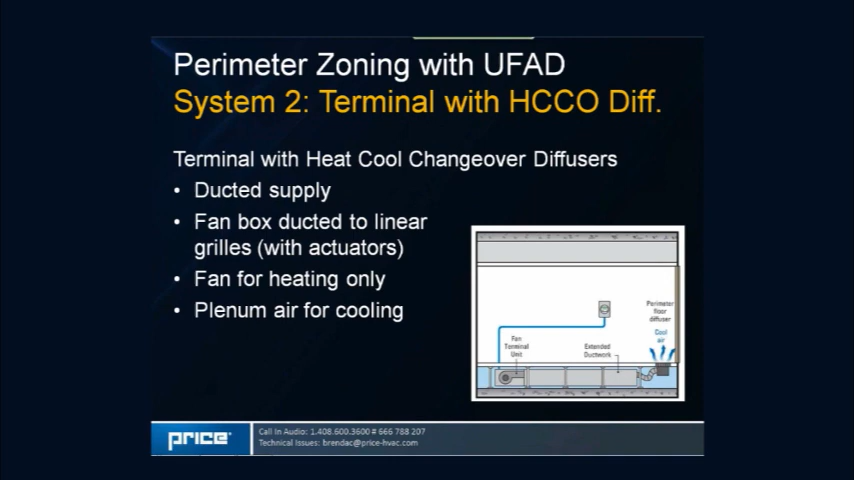 Perimeter Zoning with UFAD
System 2: Terminal with HCCO Diff.
Terminal with Heat Cool Changeover Diffusers
• Ducted supply
• Fan box ducted to linear
grilles (with actuators)
• Fan for heating only
• Plenum air for cooling
Perimeter
floor
diffuser
Cool
air
Fan
Terminal
Unit
Extended
Ductwork
PRICE
Call In Audio: 1.408.600.3600 # 666 788 207
Technical Issues: brendac@price-hvac.com